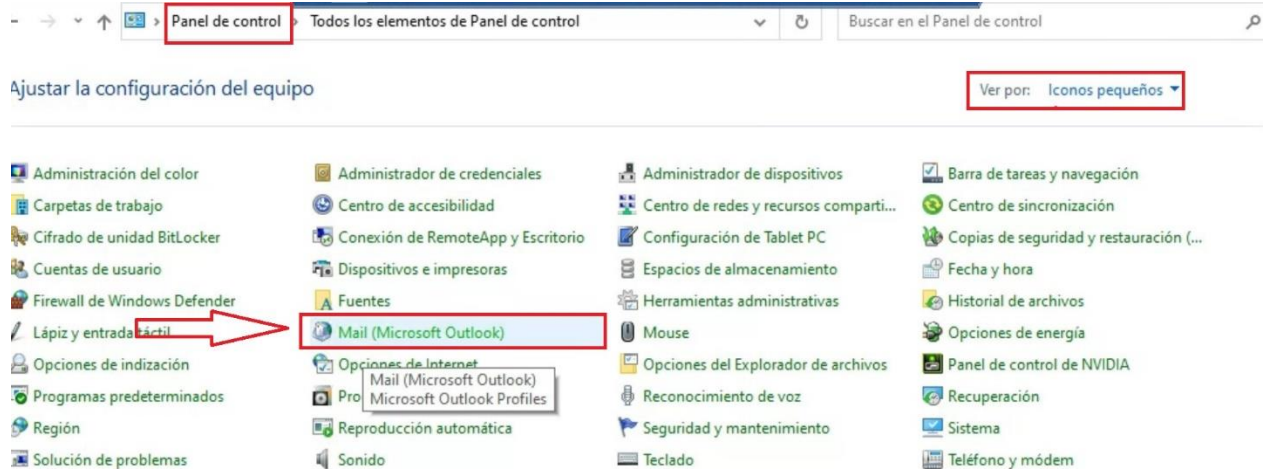 Panel de control > Todos los elementos de Panel de control
Buscar en el Panel de control
Ajustar la configuración del equipo
Ver por: Iconos pequeños
Administración del color
Administrador de credenciales
Administrador de dispositivos
Barra de tareas y navegación
Carpetas de trabajo
Centro de accesibilidad
Centro de redes y recursos comparti...
Centro de sincronización
Cifrado de unidad BitLocker
Conexión de RemoteApp y Escritorio
Configuración de Tablet PC
Copias de seguridad y restauración (...
Cuentas de usuario
Dispositivos e impresoras
Espacios de almacenamiento
Fecha y hora
Firewall de Windows Defender
Fuentes
Herramientas administrativas
Historial de archivos
Lápiz y entrada táctil
Mail (Microsoft Outlook)
Mouse
Opciones de energía
Opciones de indización
Opciones de Internet
Opciones del Explorador de archivos
Panel de control de NVIDIA
Mail (Microsoft Outlook)
Microsoft Outlook Profiles
Programas predeterminados
Pro
Reconocimiento de voz
Recuperación
Región
Reproducción automática
Seguridad y mantenimiento
Sistema
Solución de problemas
Sonido
Teclado
Teléfono y módem